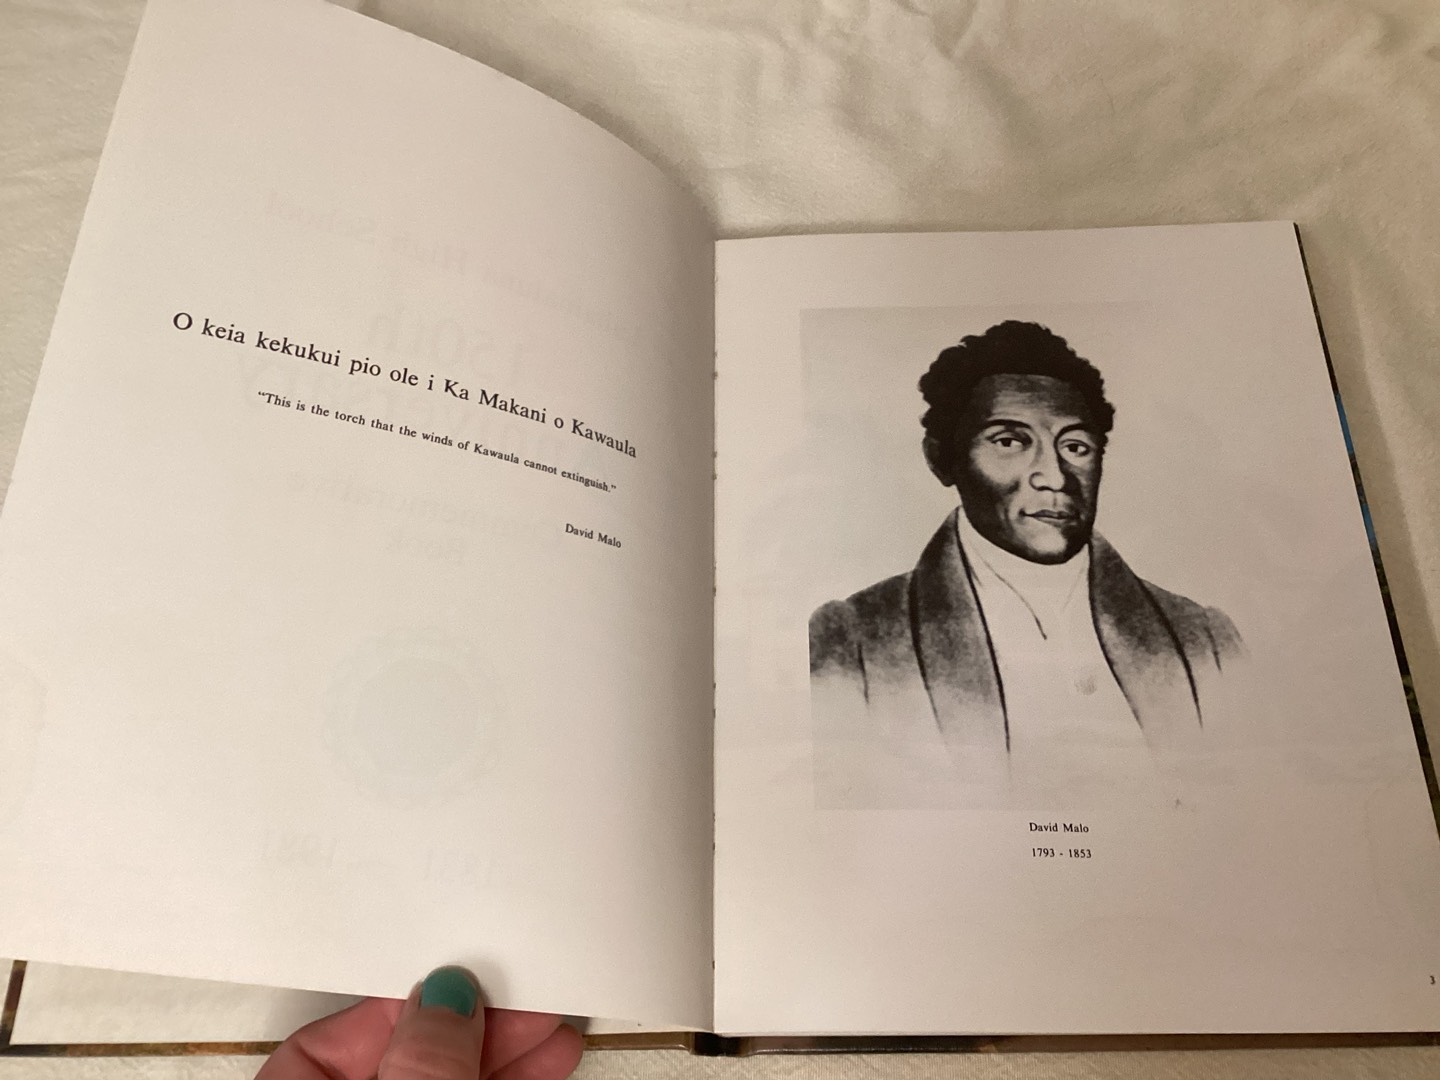 O keia kekukui pio ole i Ka Makani o Kawaula
“This is the torch that the winds of Kawaula cannot extinguish.”
David Malo
David Malo
1793 - 1853
3